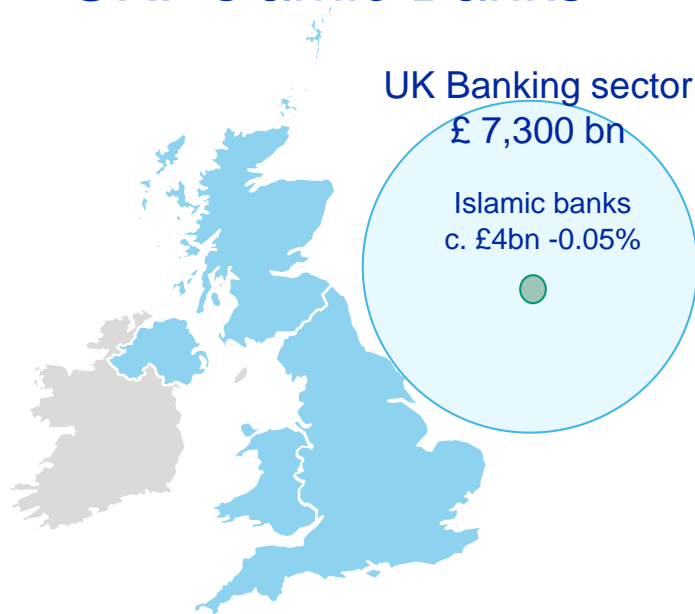 UK Banking sector
£ 7,300 bn
Islamic banks
c. £4bn -0.05%